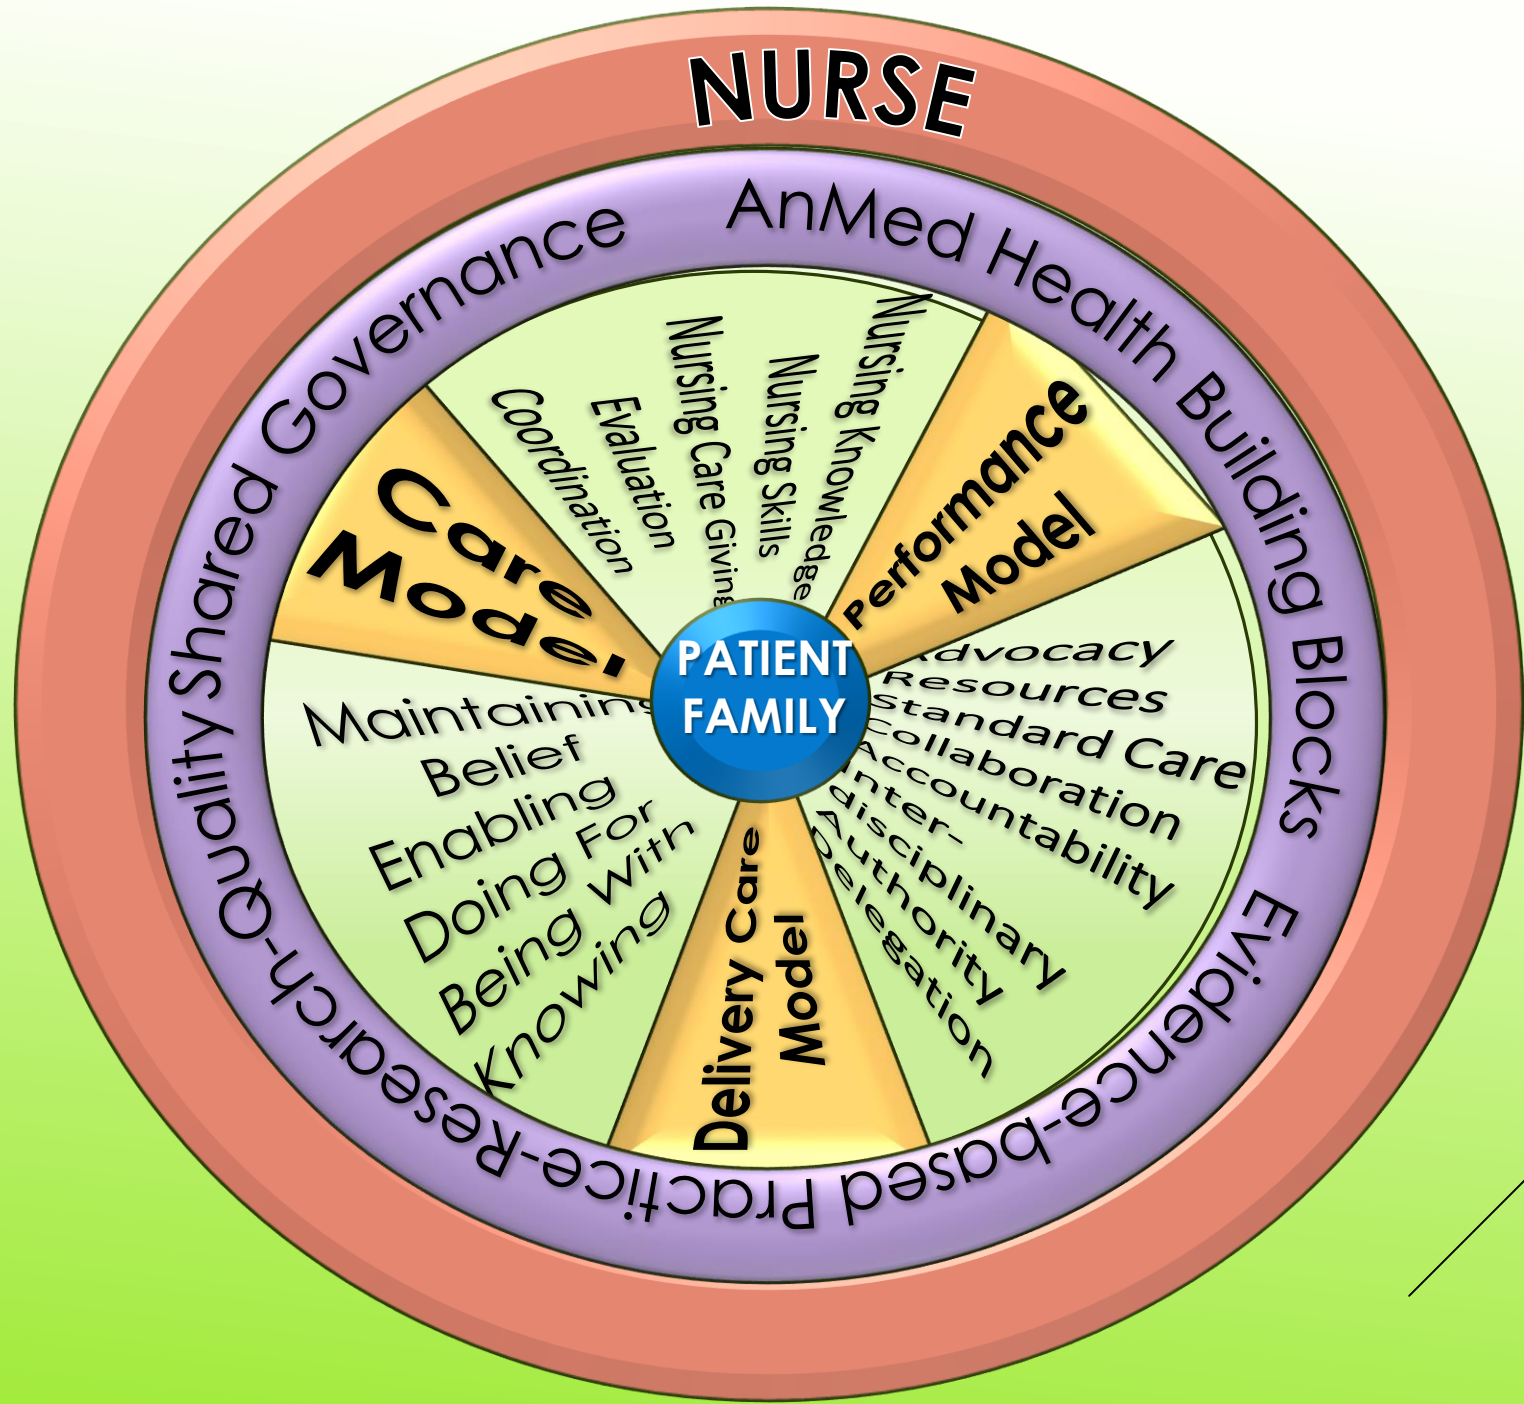 NURSE
AnMed Health Building Blocks
Evidence-based Practice-Research-Quality
Shared Governance
Care
Model
Coordination
Evaluation
Nursing Care Giving
Nursing Skills
Nursing Knowledge
Performance
Model
Advocacy
Resources
Standard Care
Collaboration
Accountability
Inter-
disciplinary
Authority
Delegation
Delivery Care
Model
Maintaining
Belief
Enabling
Doing For
Being With
Knowing
PATIENT
FAMILY